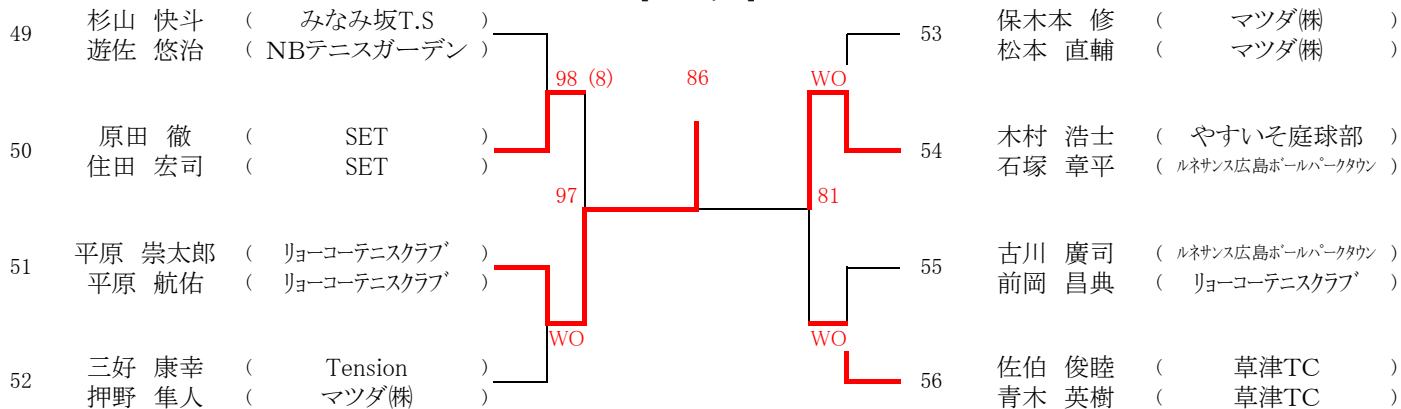 49 杉山 快斗 ( みなみ坂T.S )
遊佐 悠治 ( NBテニスガーデン )
50 原田 徹 ( SET )
住田 宏司 ( SET )
51 平原 崇太郎 ( リョーコーテニスクラブ )
平原 航佑 ( リョーコーテニスクラブ )
52 三好 康幸 ( Tension )
押野 隼人 ( マツダ㈱ )
98 (8)
97
WO
86
WO
81
WO
53 保木本 修 ( マツダ㈱ )
松本 直輔 ( マツダ㈱ )
54 木村 浩士 ( やすいそ庭球部 )
石塚 章平 ( ルネサンス広島ボールパークタウン )
55 古川 廣司 ( ルネサンス広島ボールパークタウン )
前岡 昌典 ( リョーコーテニスクラブ )
56 佐伯 俊睦 ( 草津TC )
青木 英樹 ( 草津TC )